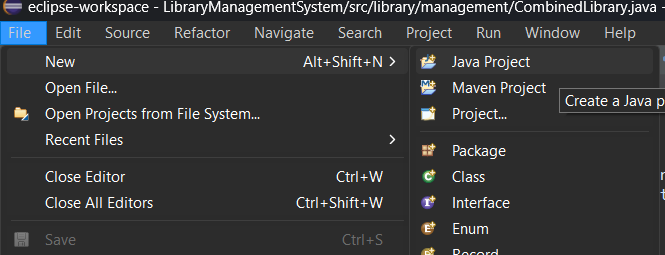 eclipse-workspace - LibraryManagementSystem/src/library/management/CombinedLibrary.java -
File Edit Source Refactor Navigate Search Project Run Window Help
New Alt+Shift+N
Open File...
Open Projects from File System...
Recent Files
Close Editor Ctrl+W
Close All Editors Ctrl+Shift+W
Save Ctrl+S
Java Project
Maven Project
Create a Java p
Project...
Package
Class
Interface
Enum
Record